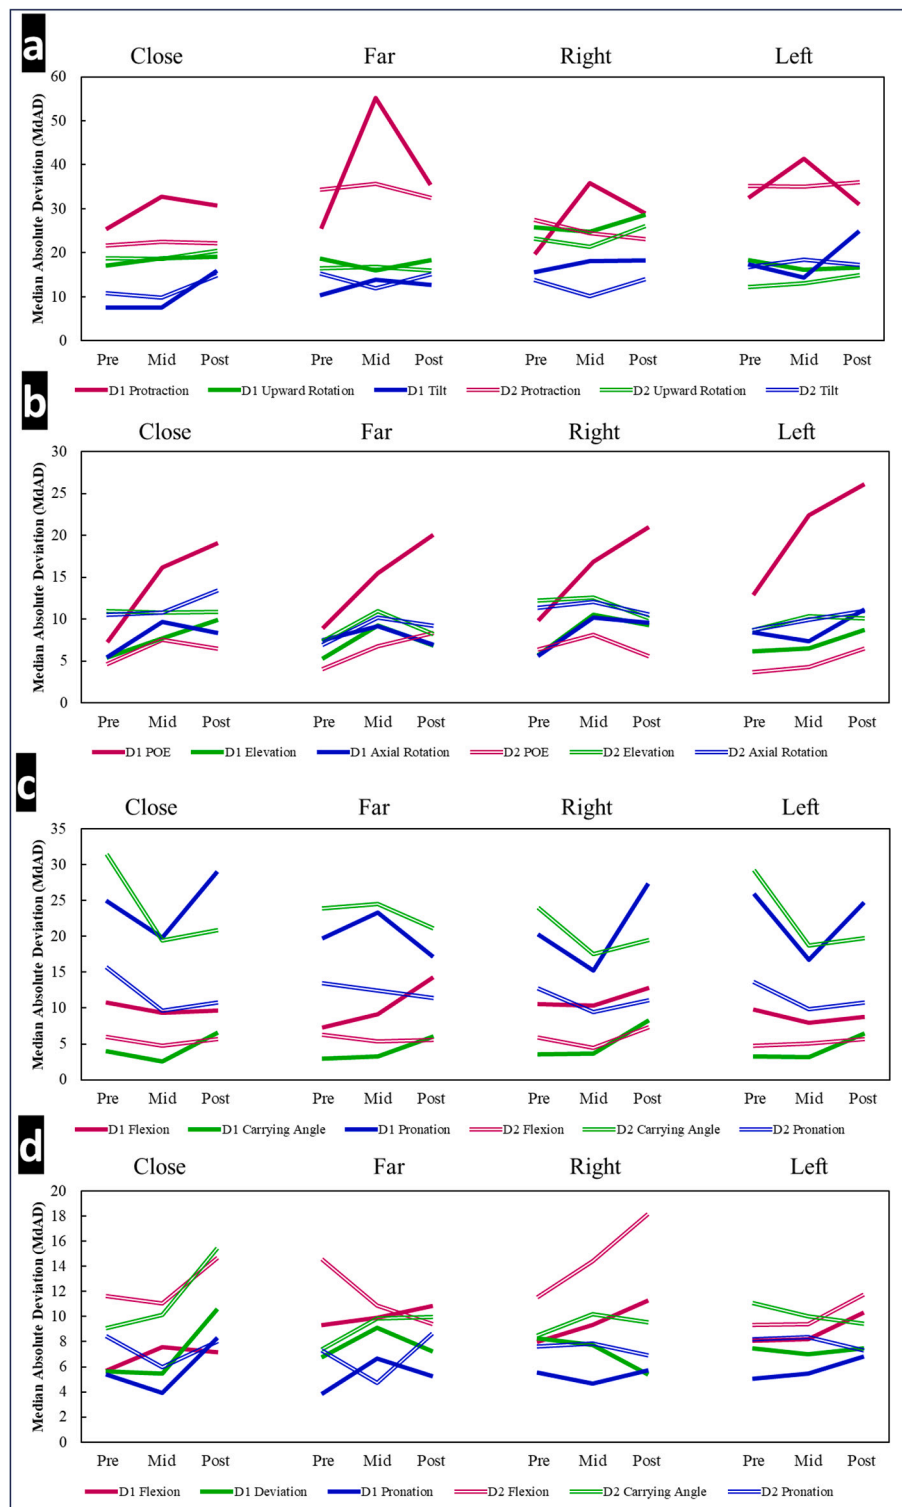 a
Close Far Right Left
Median Absolute Deviation (MdAD)
60
50
40
30
20
10
0
Pre Mid Post Pre Mid Post Pre Mid Post Pre Mid Post
D1 Protraction D1 Upward Rotation D1 Tilt D2 Protraction D2 Upward Rotation D2 Tilt
b
Close Far Right Left
Median Absolute Deviation (MdAD)
30
25
20
15
10
5
0
Pre Mid Post Pre Mid Post Pre Mid Post Pre Mid Post
D1 POE D1 Elevation D1 Axial Rotation D2 POE D2 Elevation D2 Axial Rotation
c
Close Far Right Left
Median Absolute Deviation (MdAD)
35
30
25
20
15
10
5
0
Pre Mid Post Pre Mid Post Pre Mid Post Pre Mid Post
D1 Flexion D1 Carrying Angle D1 Pronation D2 Flexion D2 Carrying Angle D2 Pronation
d
Close Far Right Left
Median Absolute Deviation (MdAD)
20
18
16
14
12
10
8
6
4
2
0
Pre Mid Post Pre Mid Post Pre Mid Post Pre Mid Post
D1 Flexion D1 Deviation D1 Pronation D2 Flexion D2 Carrying Angle D2 Pronation